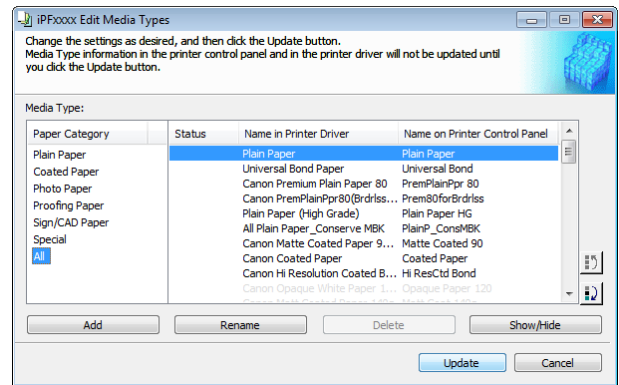 iPFxxxx Edit Media Types
Change the settings as desired, and then click the Update button.
Media Type information in the printer control panel and in the printer driver will not be updated until
you click the Update button.
Media Type:
Paper Category Status Name in Printer Driver Name on Printer Control Panel
Plain Paper Plain Paper Plain Paper
Coated Paper Universal Bond Paper Universal Bond
Photo Paper Canon Premium Plain Paper 80 PremPlainPpr 80
Proofing Paper Canon PremPlainPpr80(Brdrlss... Prem80forBrdrlss
Sign/CAD Paper Plain Paper (High Grade) Plain Paper HG
Special All Plain Paper_Conserve MBK PlainP_ConsMBK
All Canon Matte Coated Paper 9... Matte Coated 90
Canon Coated Paper Coated Paper
Canon Hi Resolution Coated B... Hi ResCtd Bond
Canon Opaque White Paper 1... Opaque Paper 120
Add Rename Delete Show/Hide
Update Cancel